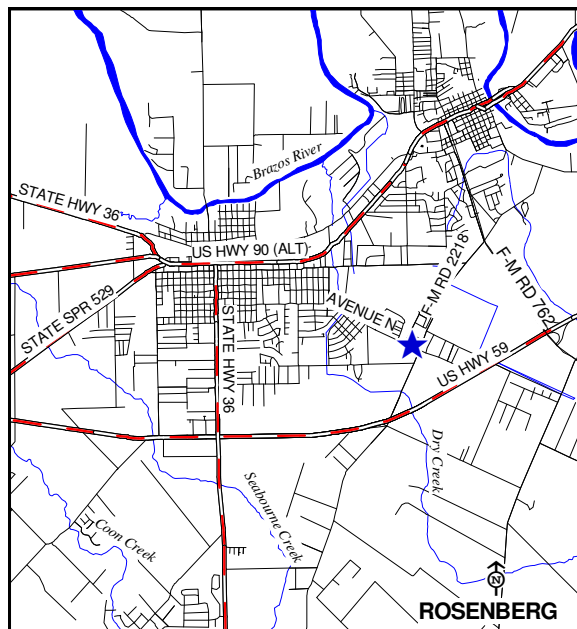 Brazos River
STATE HWY 36
US HWY 90 (ALT)
F-M RD 2218
F-M RD 762
STATE SPR 529
AVENUE N
STATE HWY 36
US HWY 59
Dry Creek
Seabourne Creek
Coon Creek
N
ROSENBERG